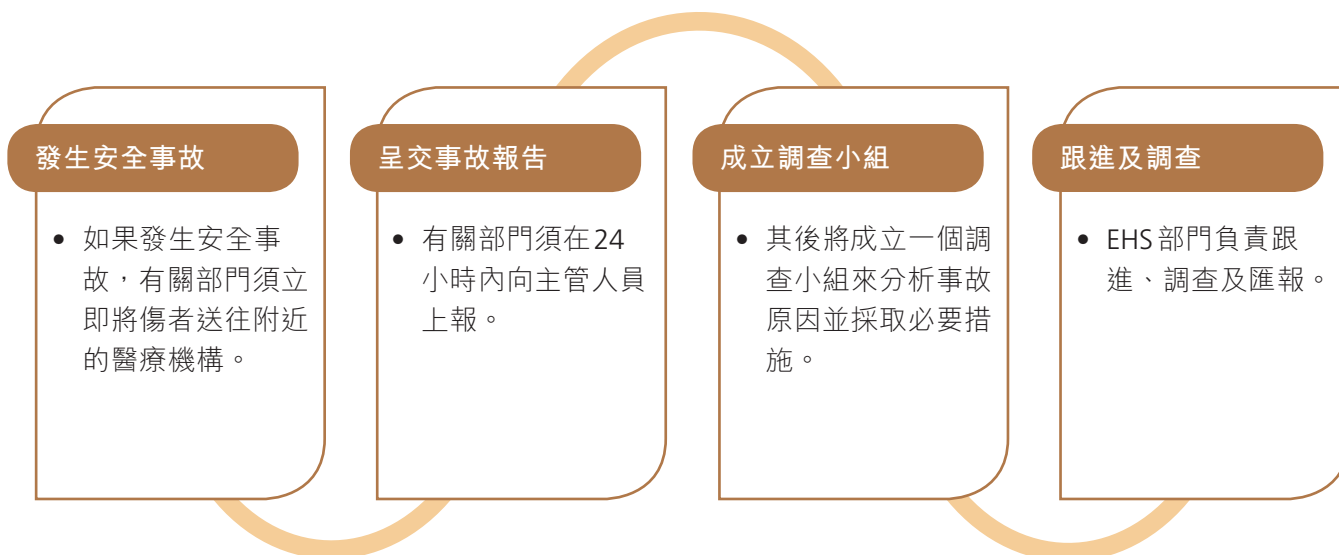 發生安全事故
• 如果發生安全事
故，有關部門須立
即將傷者送往附近
的醫療機構。
呈交事故報告
• 有關部門須在24
小時內向主管人員
上報。
成立調查小組
• 其後將成立一個調
查小組來分析事故
原因並採取必要措
施。
跟進及調查
• EHS部門負責跟
進、調查及匯報。